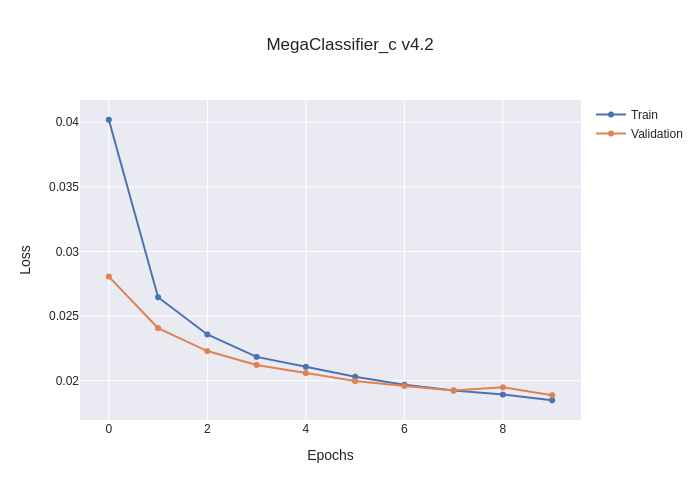 MegaClassifier_c v4.2
Train
Validation
0.04
0.035
0.03
0.025
0.02
Loss
0 2 4 6 8
Epochs